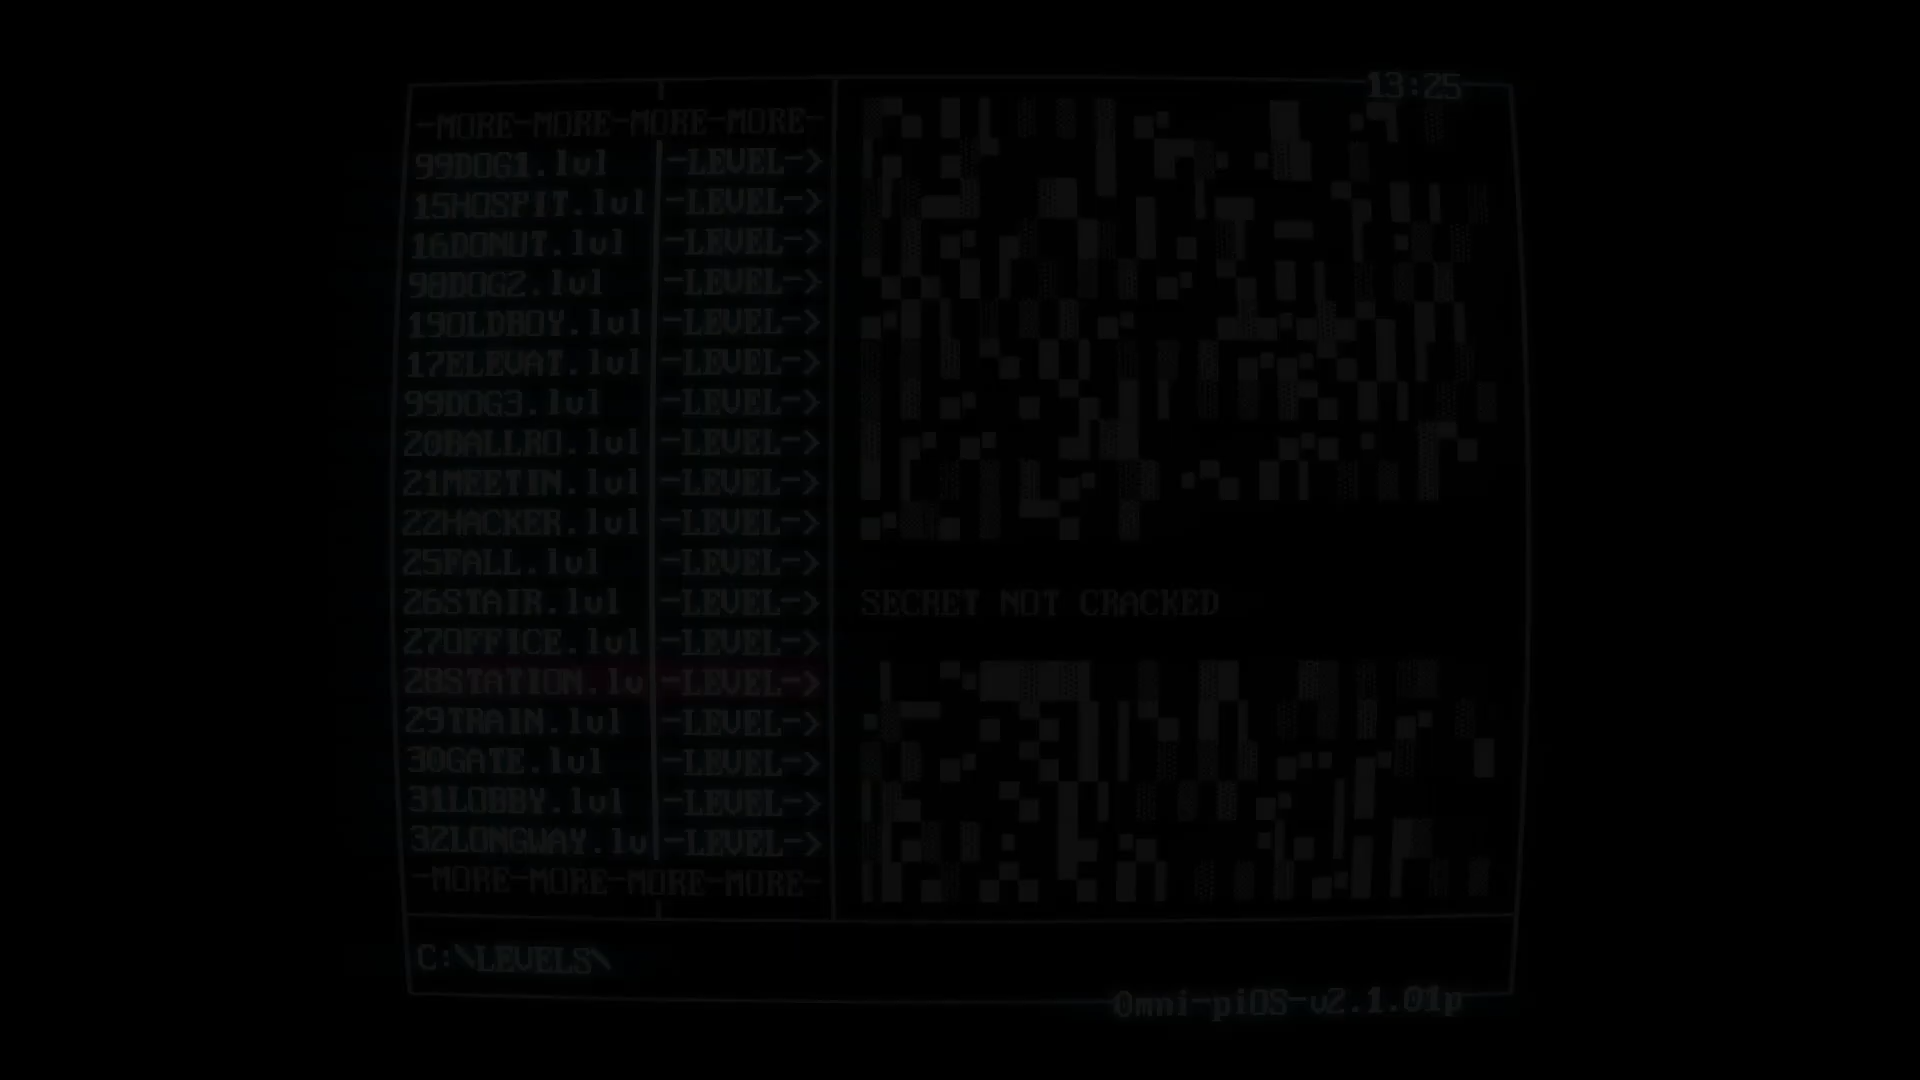 13:25
-MORE-MORE-MORE-MORE-
99DOG1.lvl -LEVEL->
15HOSPIT.lvl -LEVEL->
16DONUT.lvl -LEVEL->
98DOG2.lvl -LEVEL->
19OLDBOY.lvl -LEVEL->
17ELEVAT.lvl -LEVEL->
99DOG3.lvl -LEVEL->
20BALLRO.lvl -LEVEL->
21MEETIN.lvl -LEVEL->
22HACKER.lvl -LEVEL->
25FALL.lvl -LEVEL->
26STAIR.lvl -LEVEL->
27OFFICE.lvl -LEVEL->
28STATION.lv -LEVEL->
29TRAIN.lvl -LEVEL->
30GATE.lvl -LEVEL->
31LOBBY.lvl -LEVEL->
32LONGWAY.lv -LEVEL->
-MORE-MORE-MORE-MORE-
SECRET NOT CRACKED
C:\LEVELS\
Omni-piOS-v2.1.01p